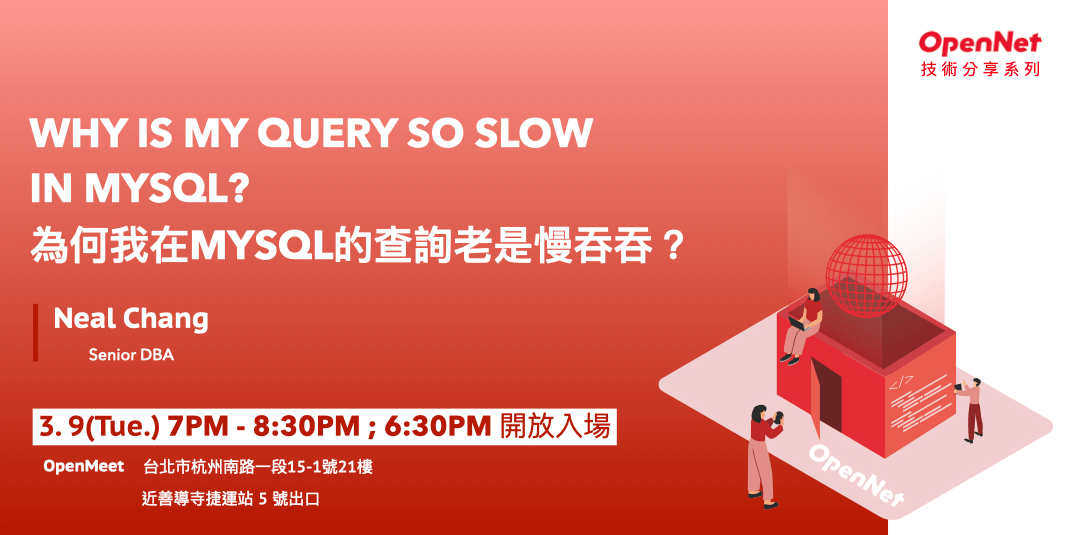 OpenNet
技術分享系列
WHY IS MY QUERY SO SLOW
IN MYSQL?
為何我在MYSQL的查詢老是慢吞吞？
Neal Chang
Senior DBA
3. 9(Tue.) 7PM - 8:30PM ; 6:30PM 開放入場
OpenMeet 台北市杭州南路一段15-1號21樓
近善導寺捷運站 5 號出口
</>
OpenNet